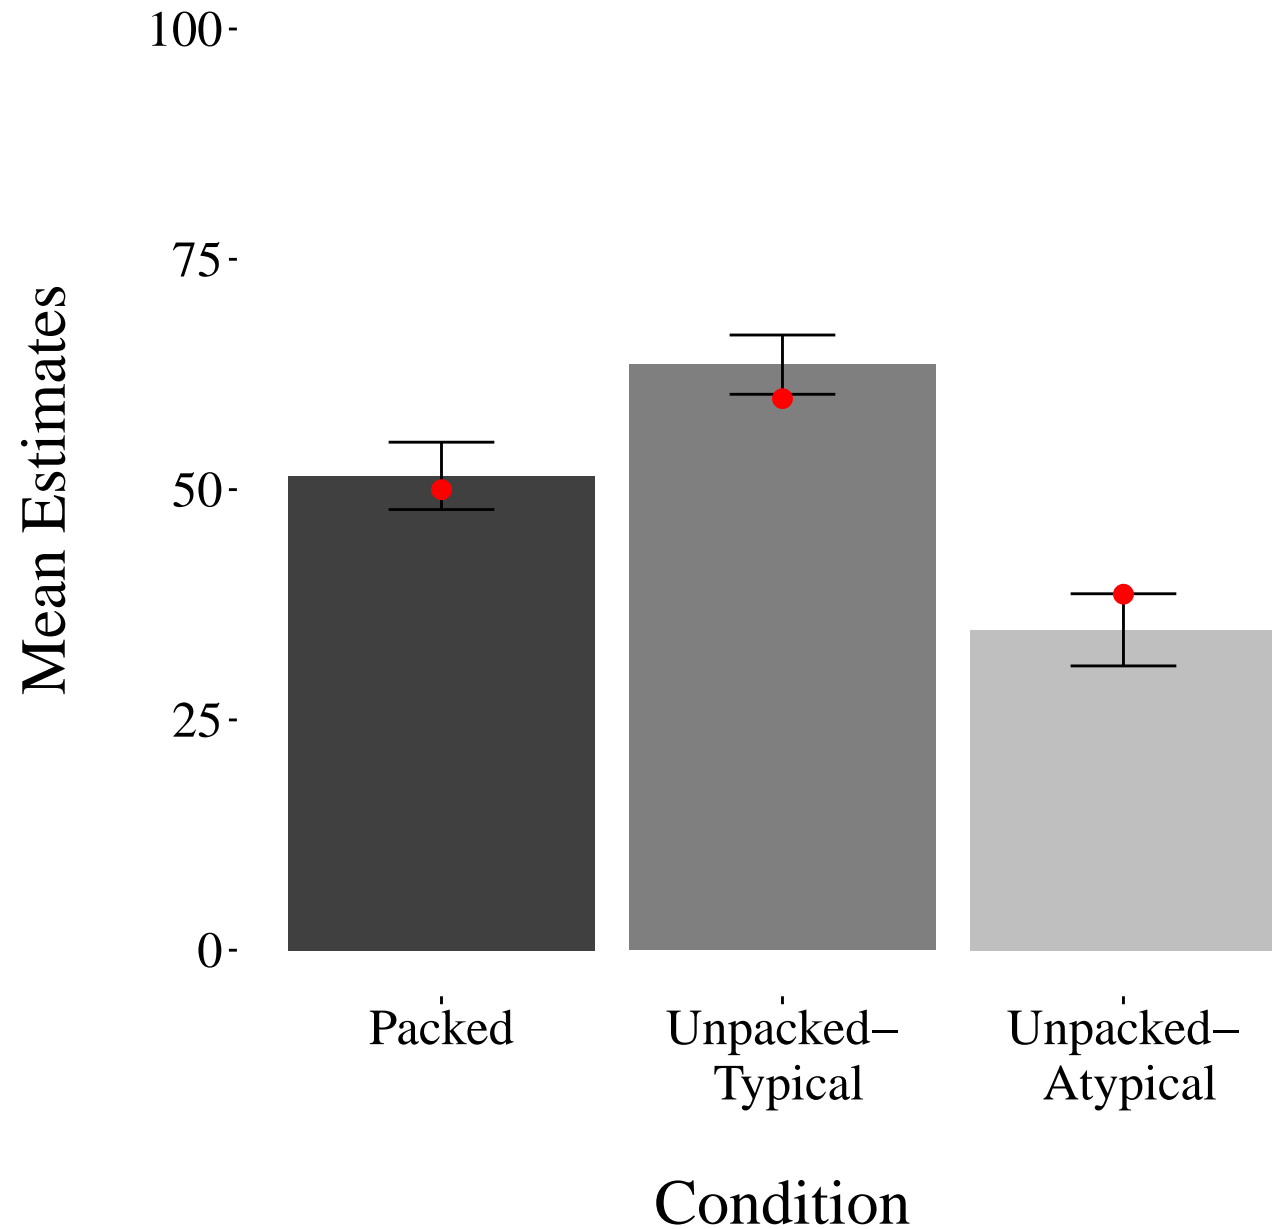 100
75
50
25
0
Mean Estimates
Packed
Unpacked–
Typical
Unpacked–
Atypical
Condition